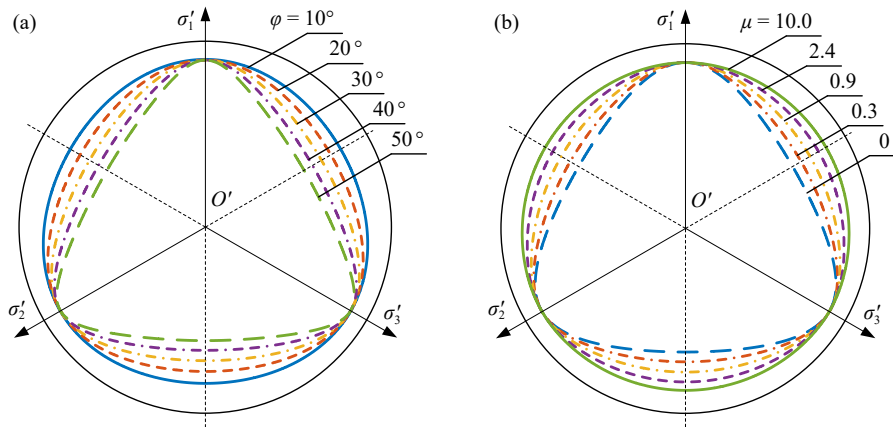 (a)
σ′₁
φ = 10°
20°
30°
40°
50°
O′
σ′₂
σ′₃
(b)
σ′₁
μ = 10.0
2.4
0.9
0.3
0
O′
σ′₂
σ′₃